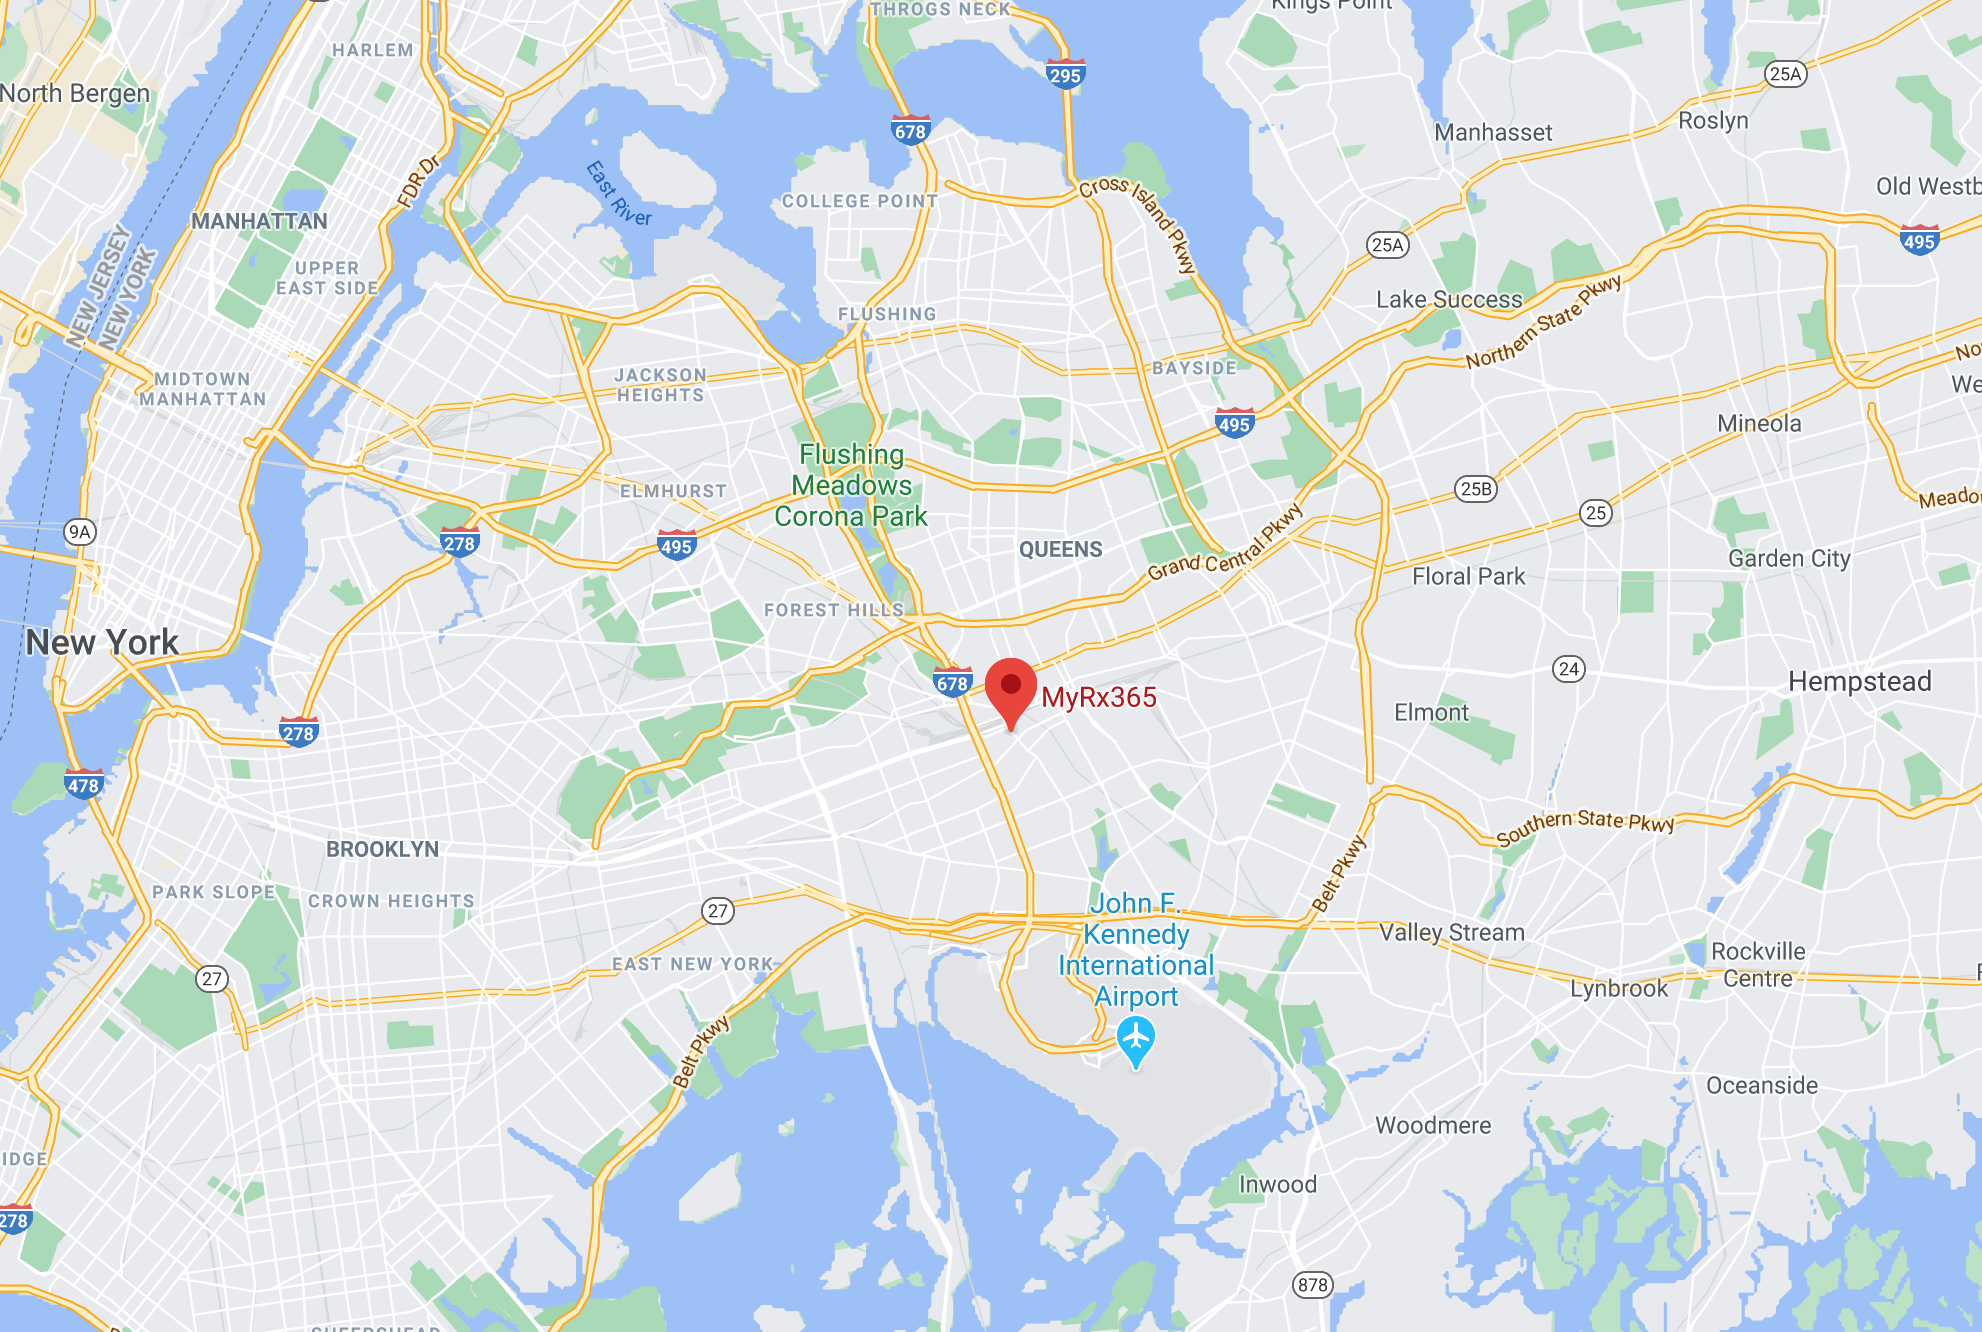 THROGS NECK
Kings Point
HARLEM
295
25A
North Bergen
678
Manhasset
Roslyn
FDR Dr
East River
COLLEGE POINT
Cross Island Pkwy
Old Westb
MANHATTAN
25A
495
NEW JERSEY
NEW YORK
UPPER
EAST SIDE
Lake Success
Northern State Pkwy
FLUSHING
No
MIDTOWN
MANHATTAN
JACKSON
HEIGHTS
BAYSIDE
We
495
Mineola
Flushing
Meadows
Corona Park
ELMHURST
25B
Meado
9A
278
495
25
QUEENS
Grand Central Pkwy
Floral Park
Garden City
FOREST HILLS
New York
678
MyRx365
24
Hempstead
278
Elmont
478
Southern State Pkwy
BROOKLYN
Belt Pkwy
PARK SLOPE
CROWN HEIGHTS
27
John F.
Kennedy
International
Airport
Valley Stream
Rockville
Centre
27
EAST NEW YORK
Lynbrook
Belt Pkwy
Oceanside
Woodmere
IDGE
Inwood
278
878